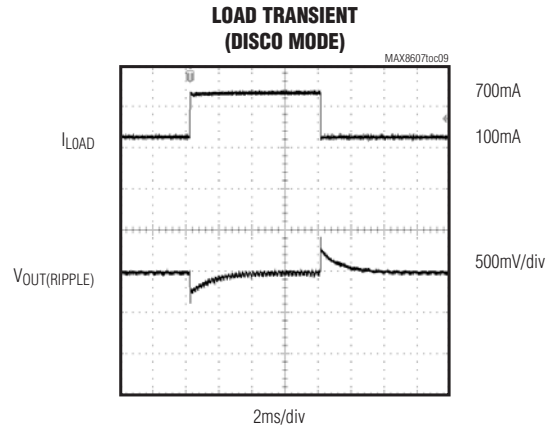 LOAD TRANSIENT
(DISCO MODE)
MAX8607toc09
700mA
ILOAD
100mA
VOUT(RIPPLE)
500mV/div
2ms/div